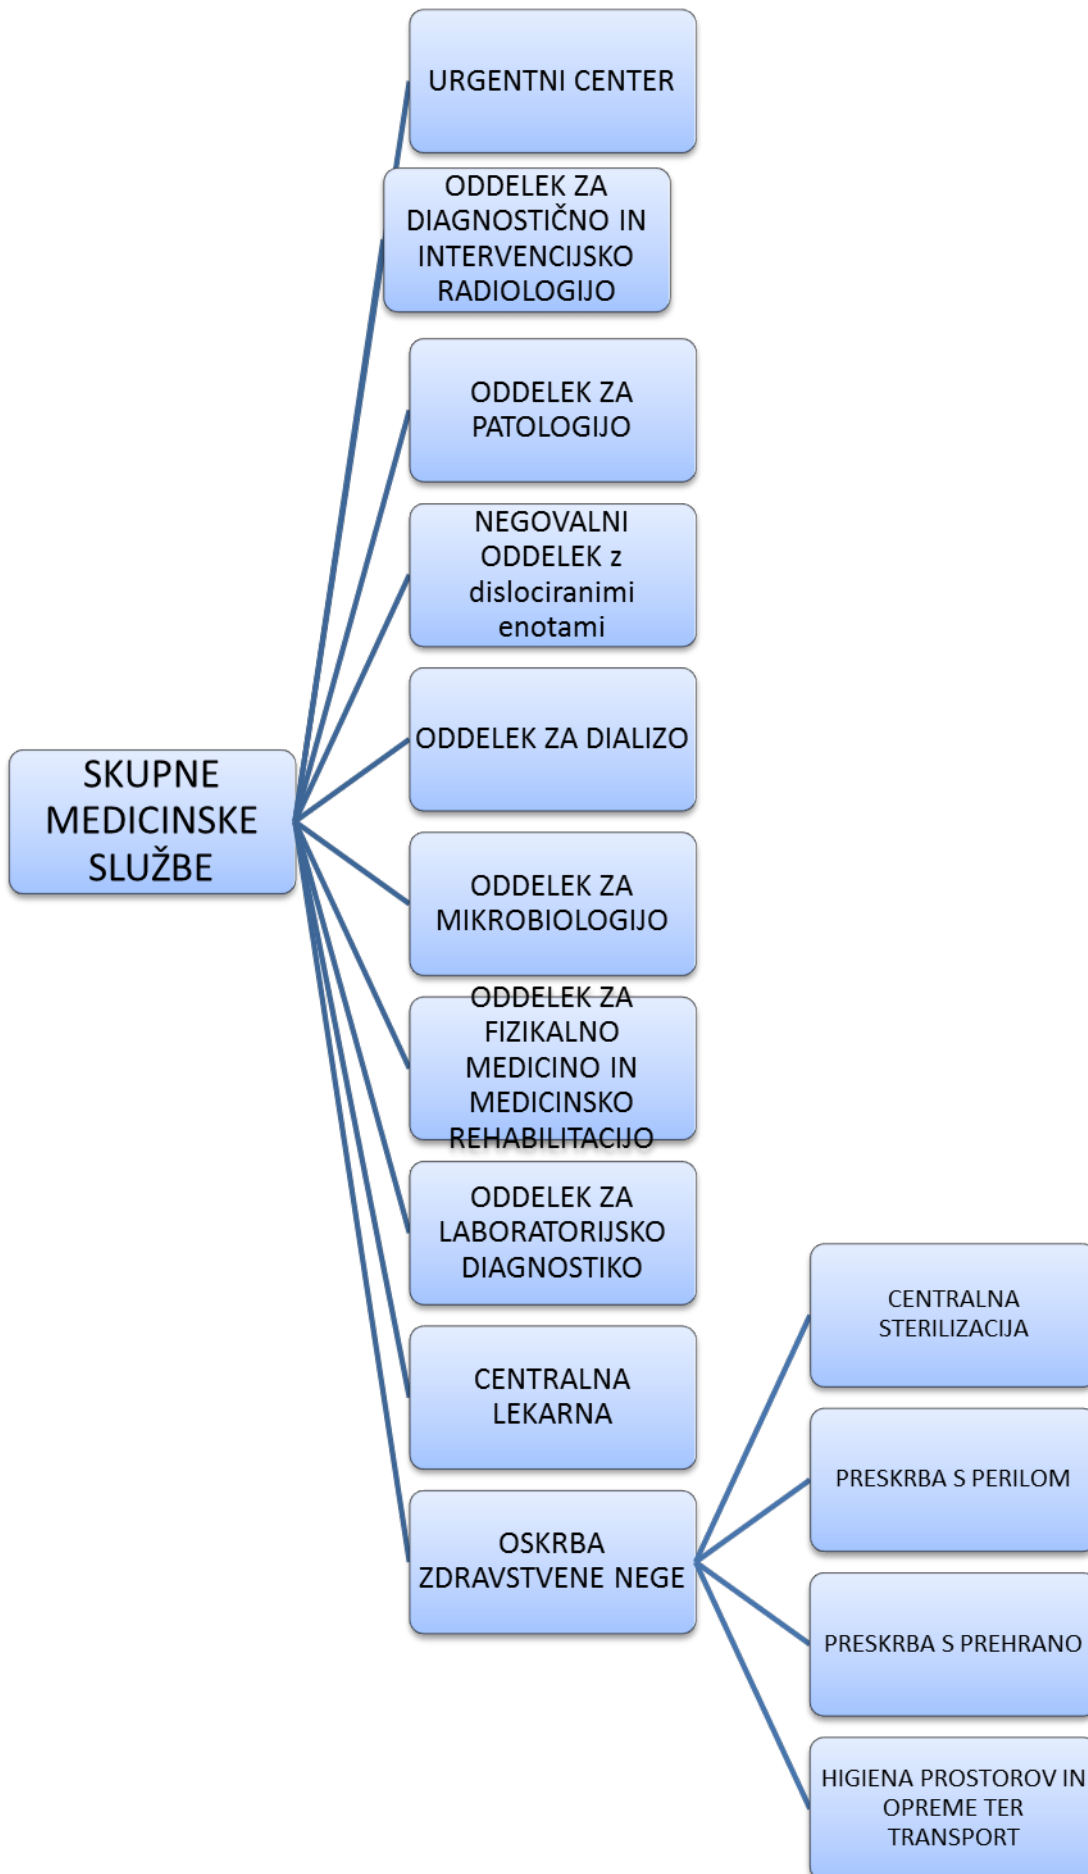 URGENTNI CENTER
ODDELEK ZA
DIAGNOSTIČNO IN
INTERVENCIJSKO
RADIOLOGIJO
ODDELEK ZA
PATOLOGIJO
NEGOVALNI
ODDELEK z
dislociranimi
enotami
ODDELEK ZA DIALIZO
SKUPNE
MEDICINSKE
SLUŽBE
ODDELEK ZA
MIKROBIOLOGIJO
ODDELEK ZA
FIZIKALNO
MEDICINO IN
MEDICINSKO
REHABILITACIJO
ODDELEK ZA
LABORATORIJSKO
DIAGNOSTIKO
CENTRALNA
LEKARNA
OSKRBA
ZDRAVSTVENE NEGE
CENTRALNA
STERILIZACIJA
PRESKRBA S PERILOM
PRESKRBA S PREHRANO
HIGIENA PROSTOROV IN
OPREME TER
TRANSPORT